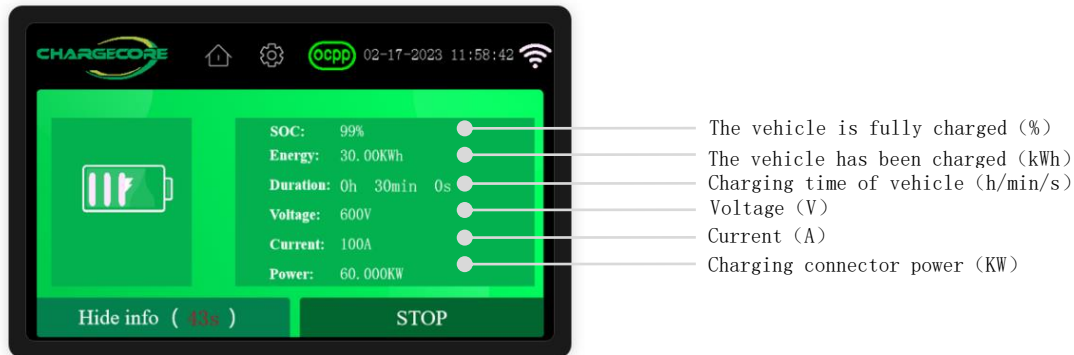 CHARGECORE ocpp 02-17-2023 11:58:42
SOC: 99%
Energy: 30.00KWh
Duration: 0h 30min 0s
Voltage: 600V
Current: 100A
Power: 60.000KW
Hide info ( 43s )
STOP
The vehicle is fully charged（%）
The vehicle has been charged（kWh）
Charging time of vehicle（h/min/s）
Voltage（V）
Current（A）
Charging connector power（KW）